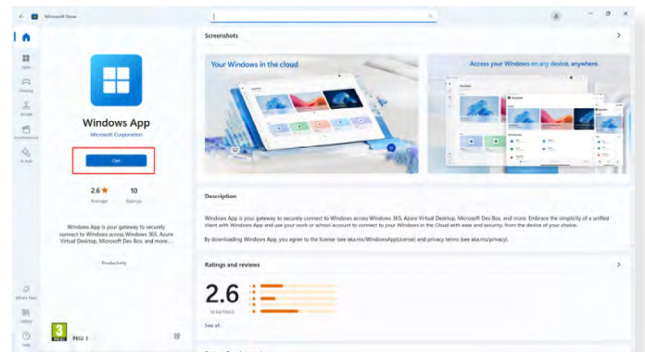 Microsoft Store
Screenshots
Your Windows in the cloud
Access your Windows on any device, anywhere.
Windows App
Microsoft Corporation
Get
2.6★ 10
Average Ratings
Windows App is your gateway to securely
connect to Windows across Windows 365, Azure
Virtual Desktop, Microsoft Dev Box, and more...
Productivity
3
PEGI 3
Description
Windows App is your gateway to securely connect to Windows across Windows 365, Azure Virtual Desktop, Microsoft Dev Box, and more. Embrace the simplicity of a unified
client with Windows App and use your work or school account to connect to your Windows in the Cloud with ease and security, from the device of your choice.
By downloading Windows App, you agree to the license (see aka.ms/WindowsAppLicense) and privacy terms (see aka.ms/privacy).
Ratings and reviews
2.6
10 RATINGS
See all
What's New
Library
Help